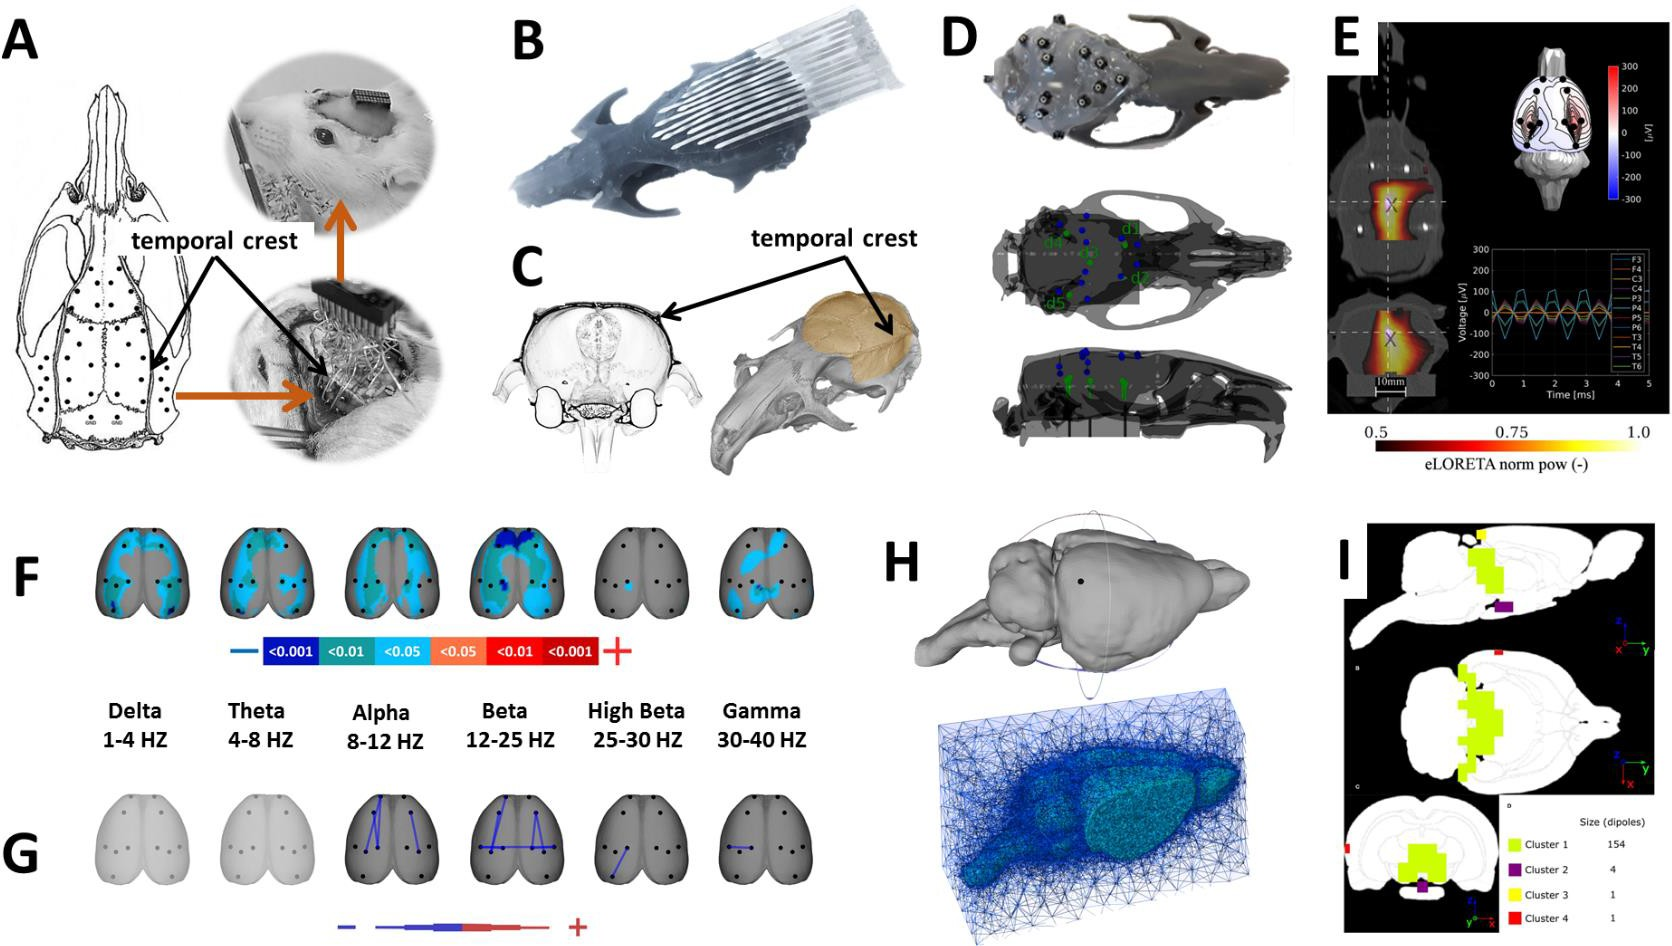 A
temporal crest
GND
GND
B
C
temporal crest
D
d4
d1
d3
d2
d5
E
300
200
100
0
-100
-200
-300
[µV]
300
200
100
0
-100
-200
-300
Voltage [µV]
0
1
2
3
4
5
Time [ms]
F3
F4
C3
C4
P3
P4
P5
P6
T3
T4
T5
T6
10mm
0.5
0.75
1.0
eLORETA norm pow (-)
F
<0.001
<0.01
<0.05
<0.05
<0.01
<0.001
Delta
1-4 HZ
Theta
4-8 HZ
Alpha
8-12 HZ
Beta
12-25 HZ
High Beta
25-30 HZ
Gamma
30-40 HZ
G
H
I
z
x
y
B
z
y
x
C
D
Size (dipoles)
Cluster 1 154
Cluster 2 4
Cluster 3 1
Cluster 4 1
z
y
x